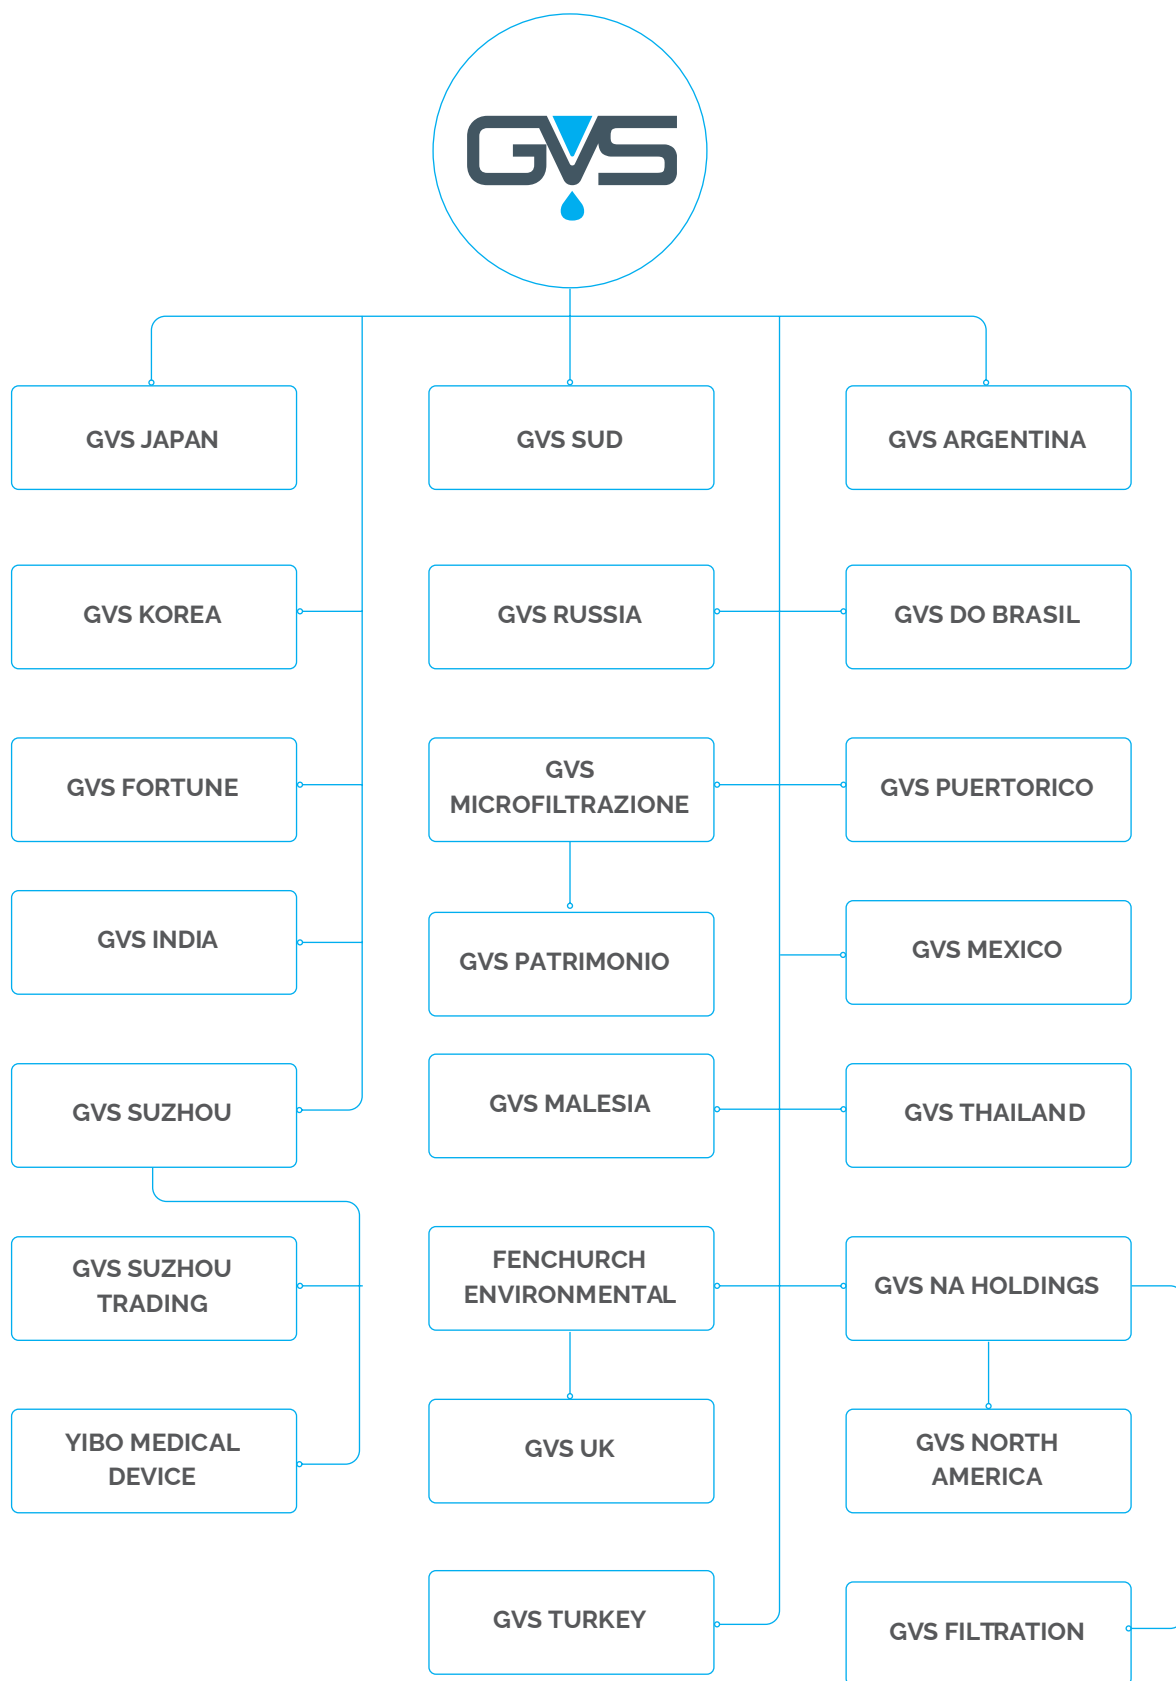 GVS
GVS JAPAN
GVS SUD
GVS ARGENTINA
GVS KOREA
GVS RUSSIA
GVS DO BRASIL
GVS FORTUNE
GVS
MICROFILTRAZIONE
GVS PUERTORICO
GVS INDIA
GVS PATRIMONIO
GVS MEXICO
GVS SUZHOU
GVS MALESIA
GVS THAILAND
GVS SUZHOU
TRADING
FENCHURCH
ENVIRONMENTAL
GVS NA HOLDINGS
YIBO MEDICAL
DEVICE
GVS UK
GVS NORTH
AMERICA
GVS TURKEY
GVS FILTRATION